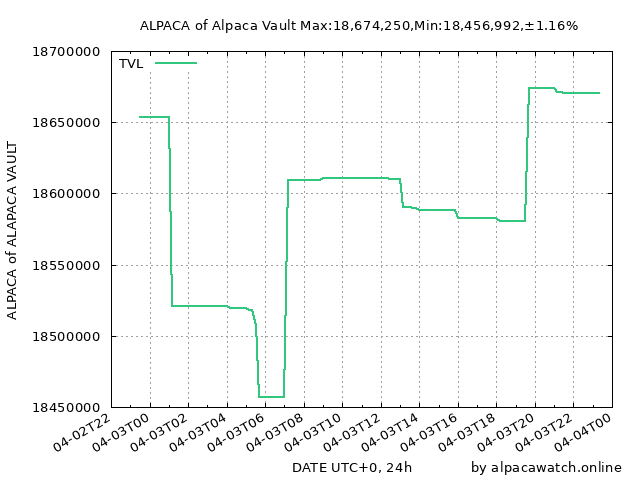 ALPACA of Alpaca Vault Max:18,674,250,Min:18,456,992,±1.16%
TVL
ALPACA of ALAPACA VAULT
18700000
18650000
18600000
18550000
18500000
18450000
04-02T22
04-03T00
04-03T02
04-03T04
04-03T06
04-03T08
04-03T10
04-03T12
04-03T14
04-03T16
04-03T18
04-03T20
04-03T22
04-04T00
DATE UTC+0, 24h
by alpacawatch.online